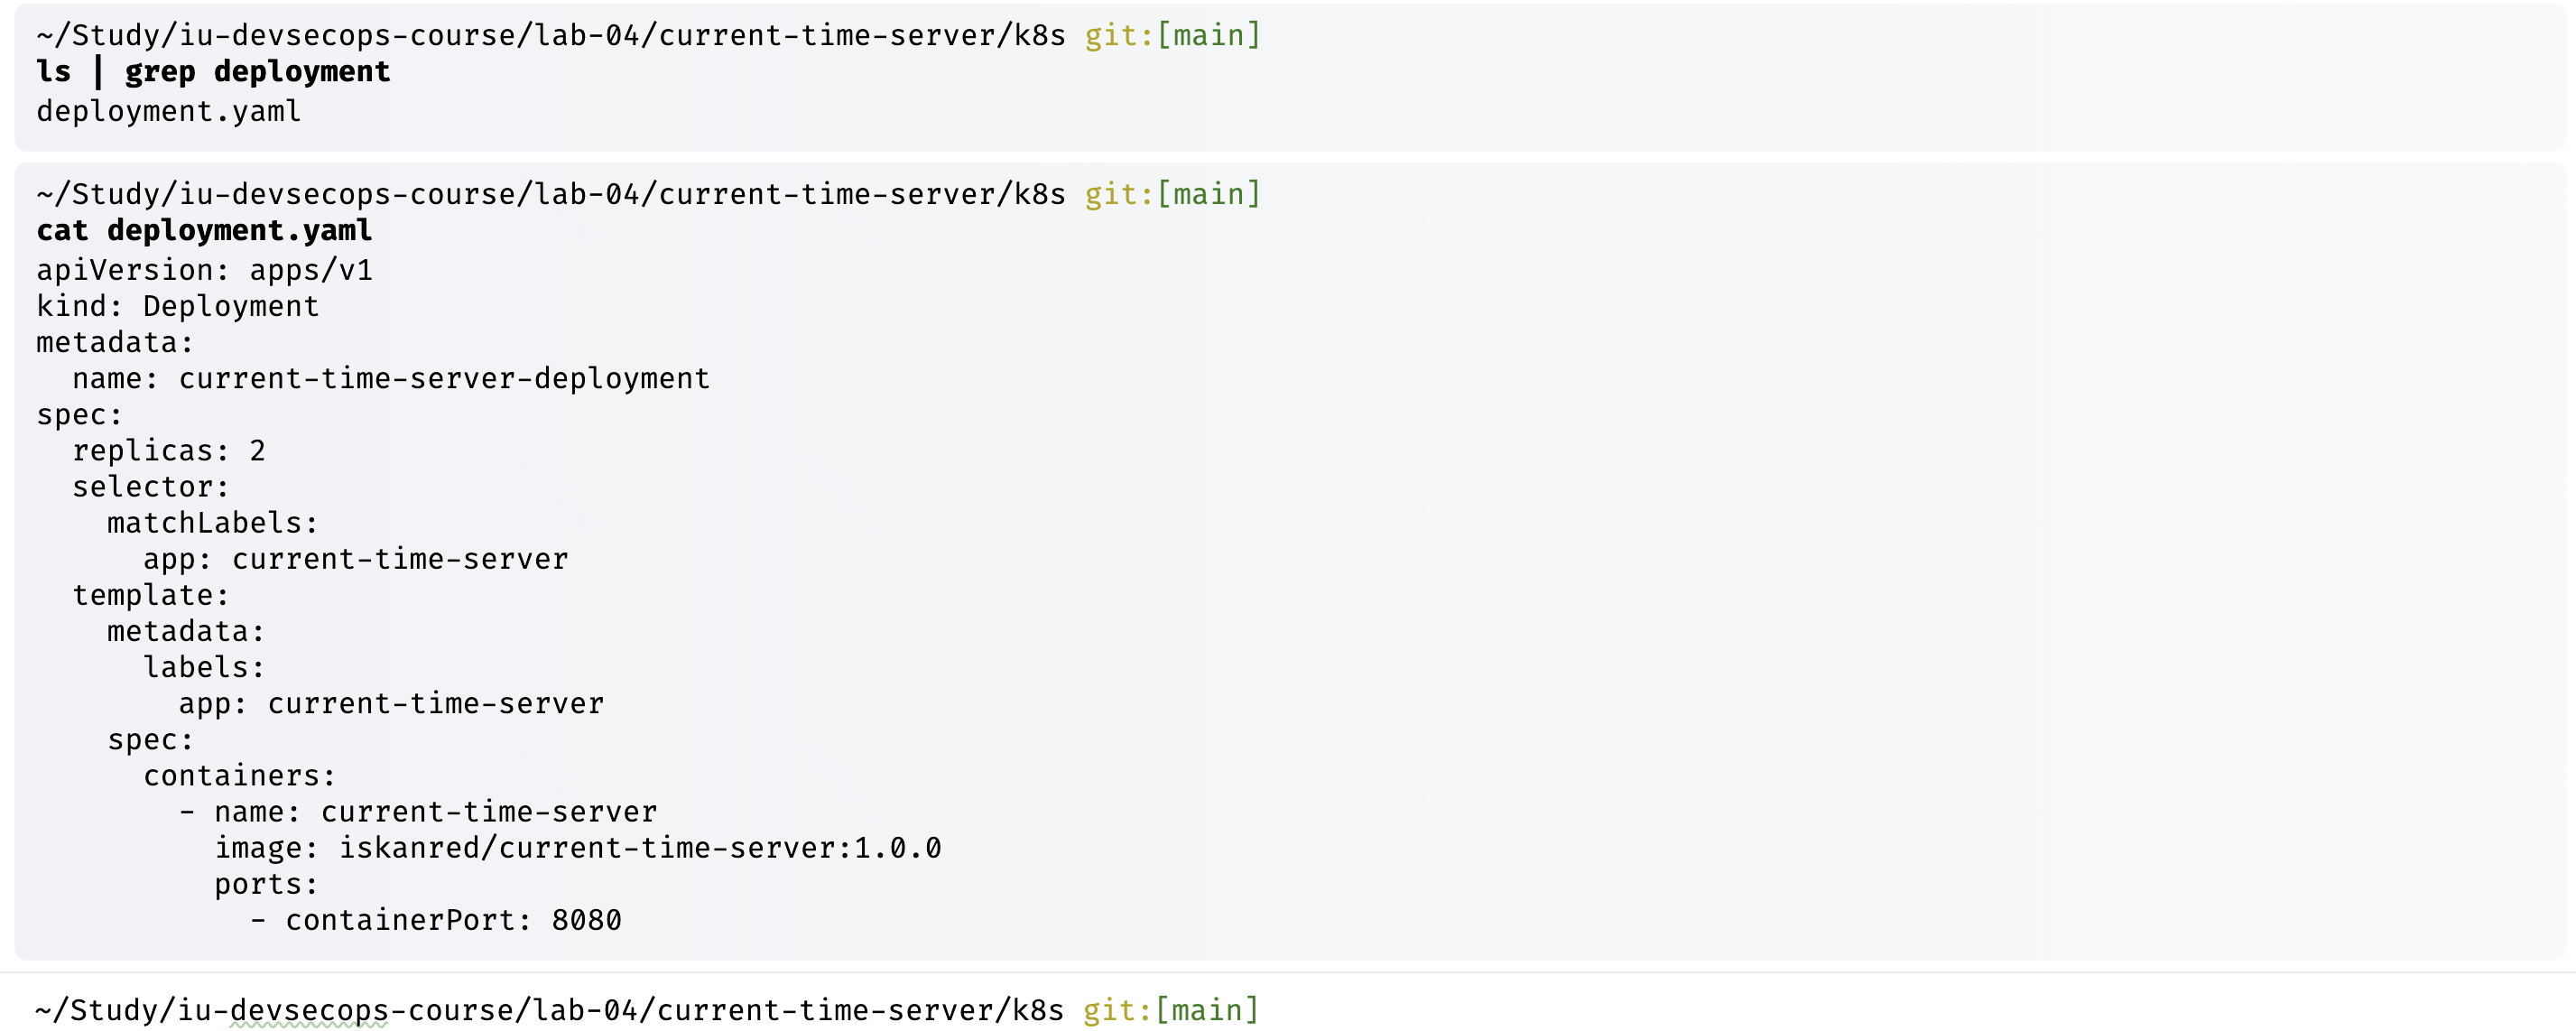 ~/Study/iu-devsecops-course/lab-04/current-time-server/k8s git:[main]
ls | grep deployment
deployment.yaml
~/Study/iu-devsecops-course/lab-04/current-time-server/k8s git:[main]
cat deployment.yaml
apiVersion: apps/v1
kind: Deployment
metadata:
  name: current-time-server-deployment
spec:
  replicas: 2
  selector:
    matchLabels:
      app: current-time-server
  template:
    metadata:
      labels:
        app: current-time-server
    spec:
      containers:
        - name: current-time-server
          image: iskanred/current-time-server:1.0.0
          ports:
            - containerPort: 8080
~/Study/iu-devsecops-course/lab-04/current-time-server/k8s git:[main]